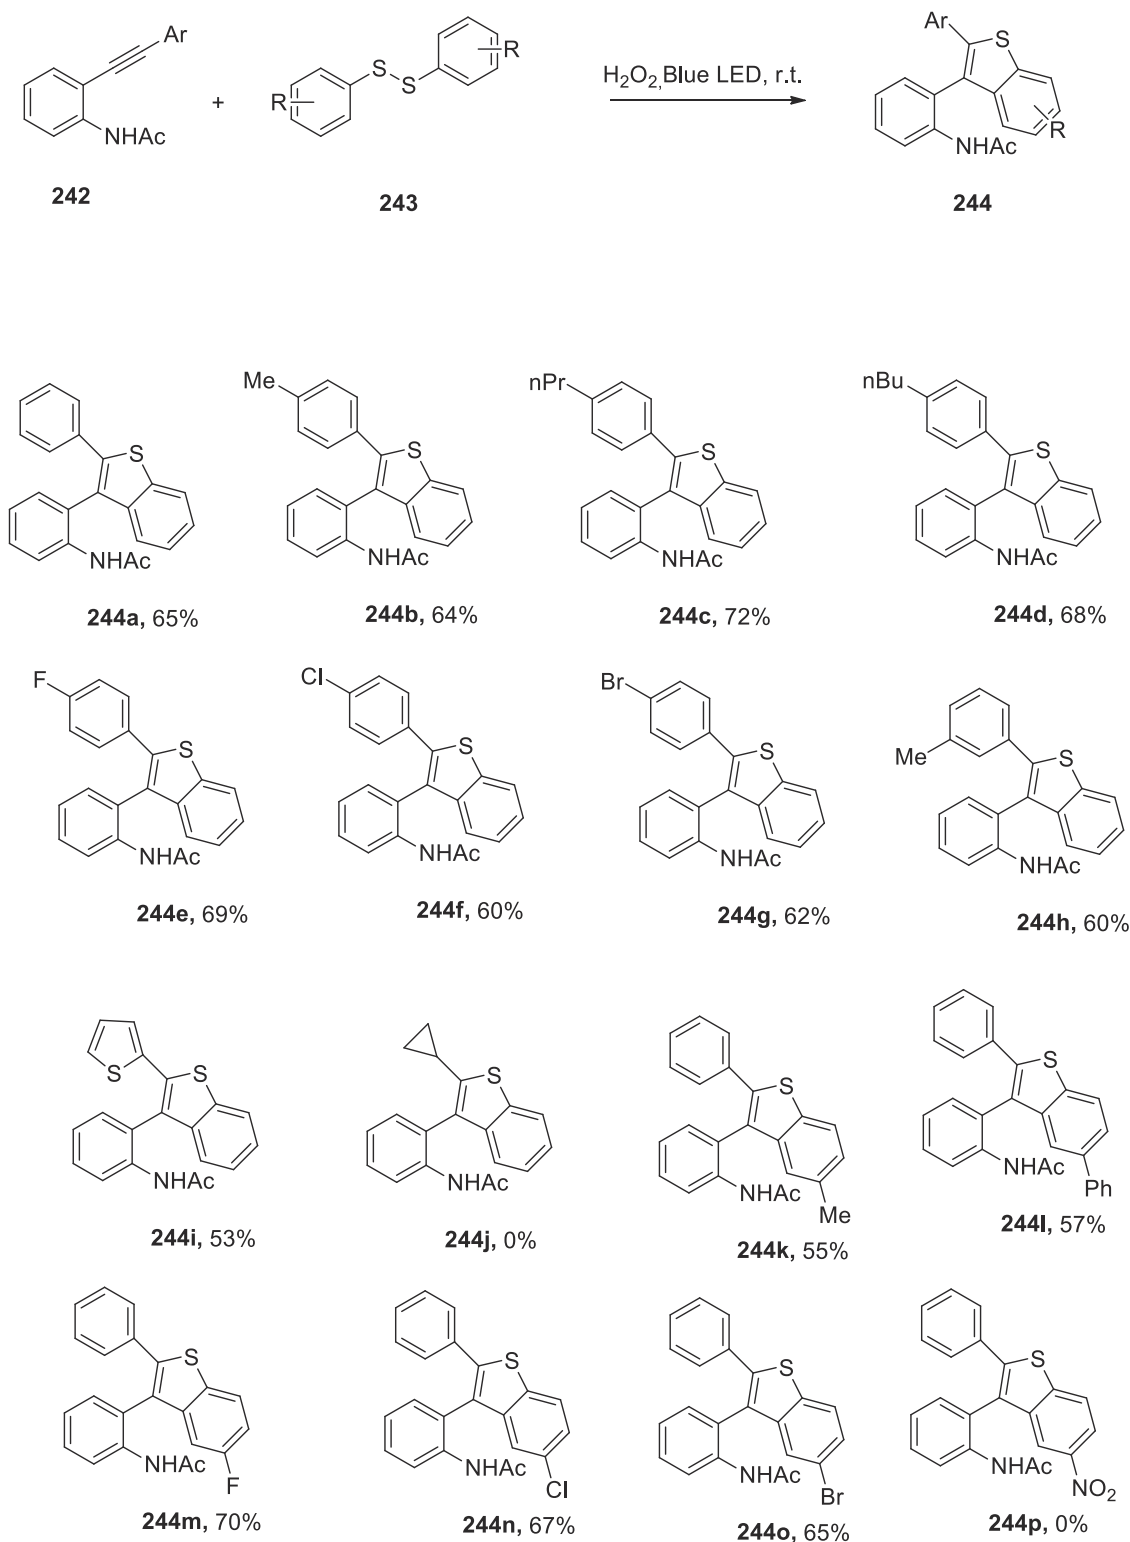 Ar
S
S
R
R
NHAc
+
H2O2,Blue LED, r.t.
Ar
S
R
NHAc
242
243
244
S
NHAc
244a, 65%
Me
S
NHAc
244b, 64%
nPr
S
NHAc
244c, 72%
nBu
S
NHAc
244d, 68%
F
S
NHAc
244e, 69%
Cl
S
NHAc
244f, 60%
Br
S
NHAc
244g, 62%
Me
S
NHAc
244h, 60%
S
S
NHAc
244i, 53%
S
NHAc
244j, 0%
S
NHAc
Me
244k, 55%
S
NHAc
Ph
244l, 57%
S
NHAc
F
244m, 70%
S
NHAc
Cl
244n, 67%
S
NHAc
Br
244o, 65%
S
NHAc
NO2
244p, 0%